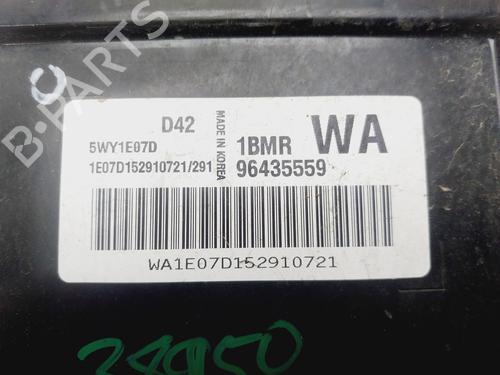 B-PARTS
D42
5WY1E07D
1E07D152910721/291
MADE IN KOREA
1BMR WA
96435559
WA1E07D152910721